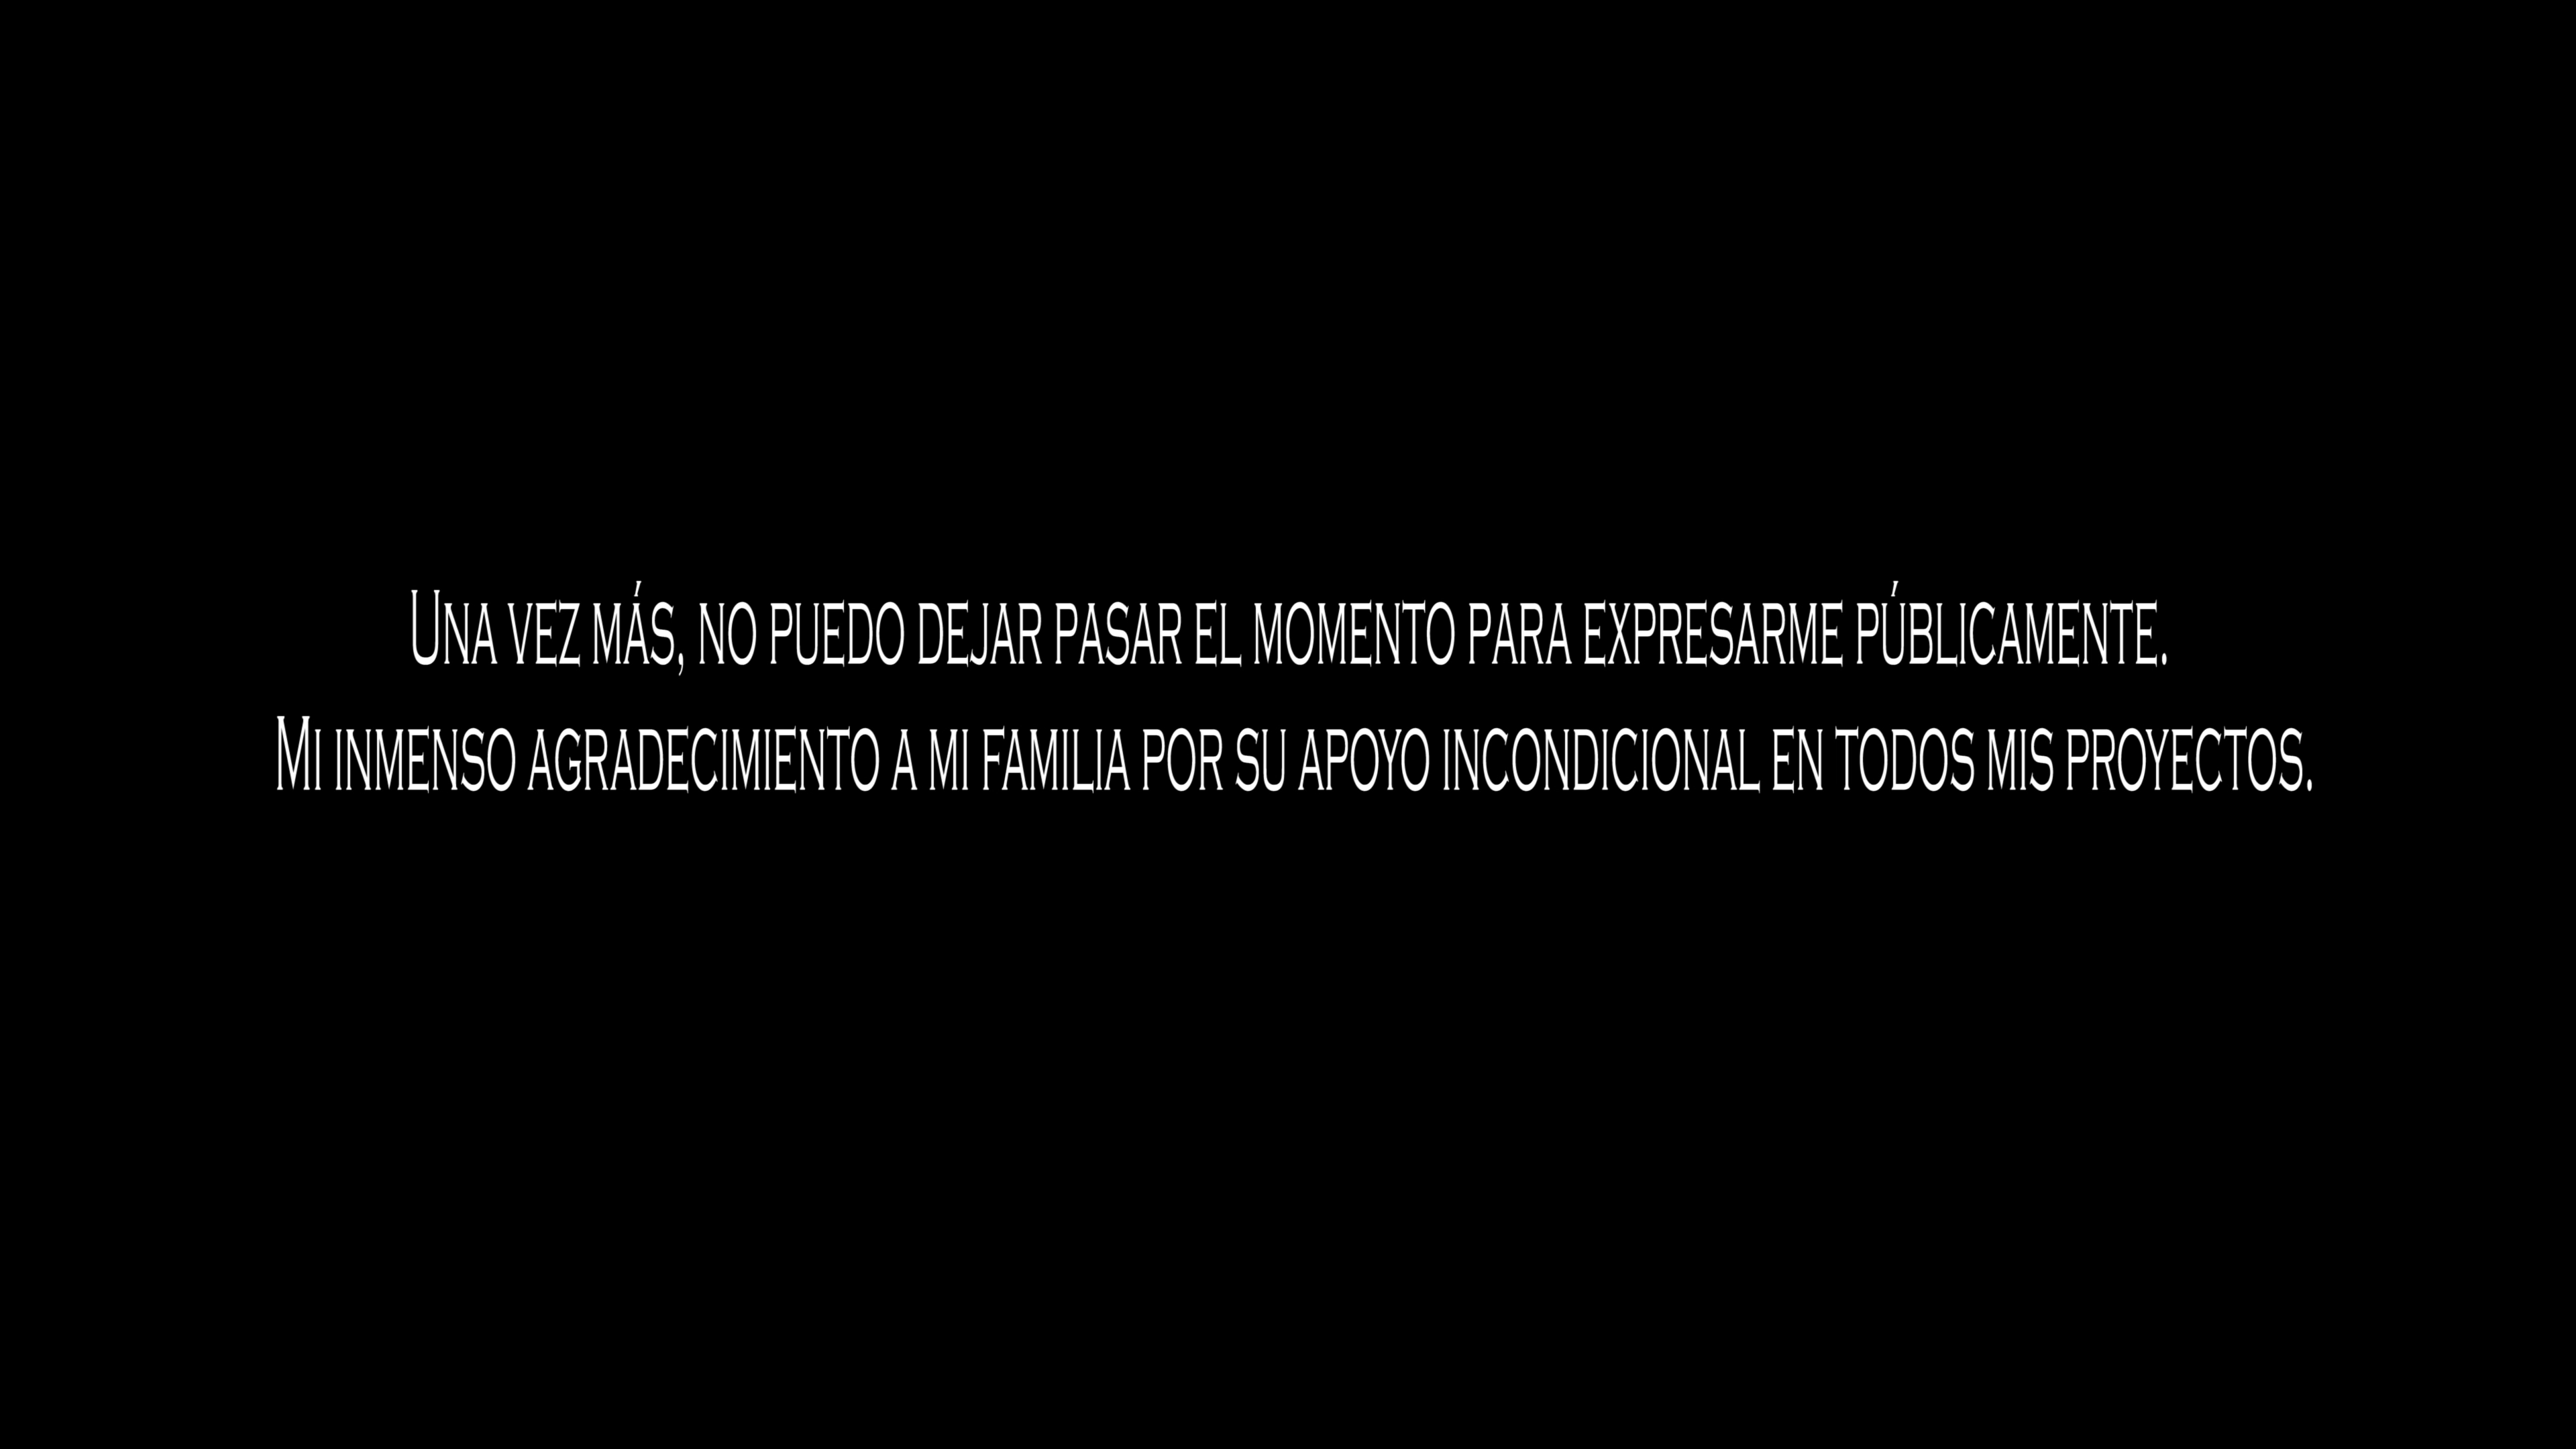 Una vez más, no puedo dejar pasar el momento para expresarme públicamente.
Mi inmenso agradecimiento a mi familia por su apoyo incondicional en todos mis proyectos.